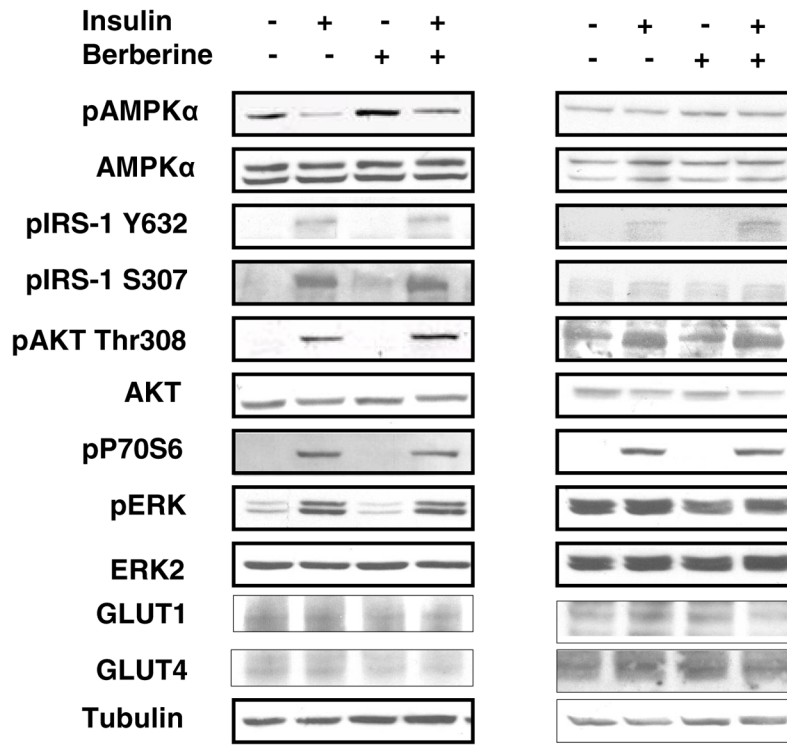 Insulin - + - + - + - +
Berberine - - + + - - + +
pAMPKα
AMPKα
pIRS-1 Y632
pIRS-1 S307
pAKT Thr308
AKT
pP70S6
pERK
ERK2
GLUT1
GLUT4
Tubulin